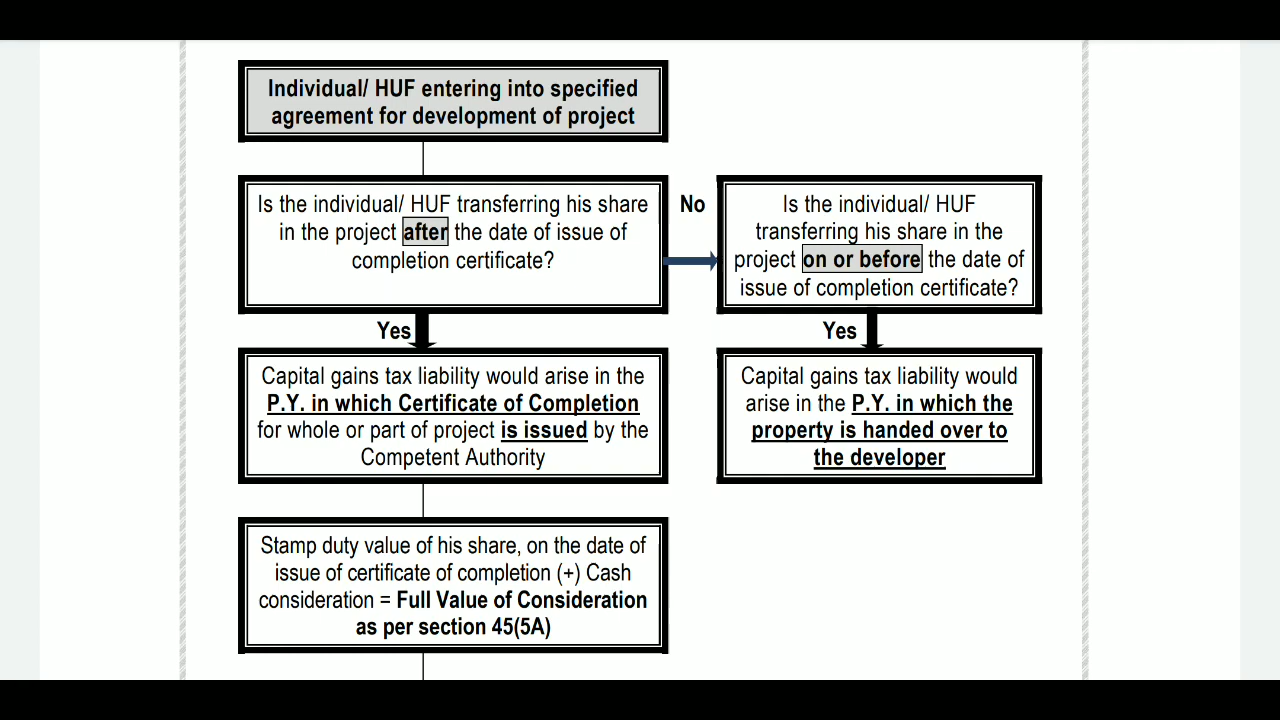 Individual/ HUF entering into specified
agreement for development of project
Is the individual/ HUF transferring his share
in the project after the date of issue of
completion certificate?
No
Is the individual/ HUF
transferring his share in the
project on or before the date of
issue of completion certificate?
Yes
Yes
Capital gains tax liability would arise in the
P.Y. in which Certificate of Completion
for whole or part of project is issued by the
Competent Authority
Capital gains tax liability would
arise in the P.Y. in which the
property is handed over to
the developer
Stamp duty value of his share, on the date of
issue of certificate of completion (+) Cash
consideration = Full Value of Consideration
as per section 45(5A)